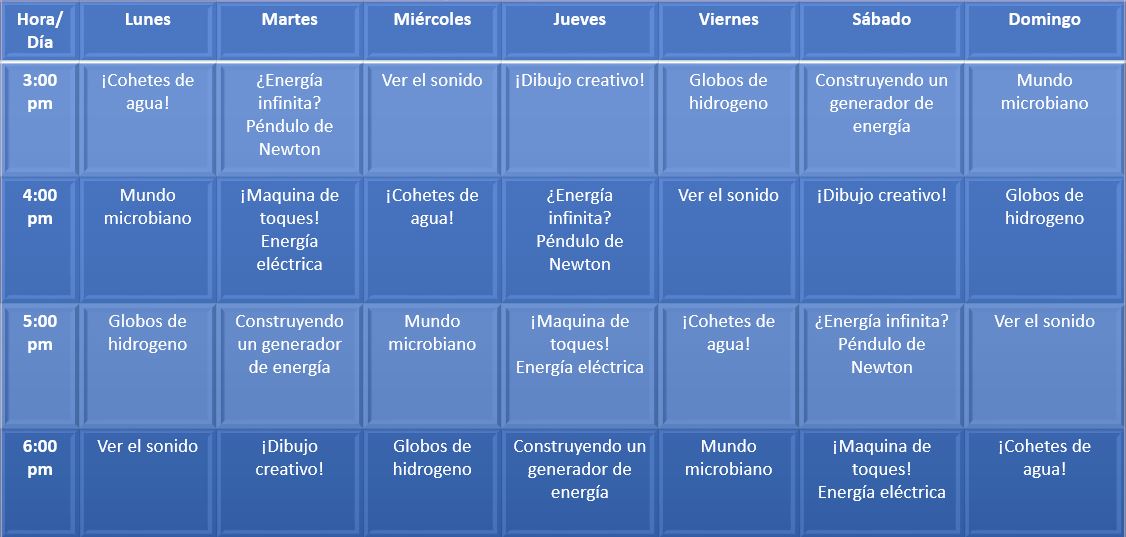 Hora/
Día
Lunes
Martes
Miércoles
Jueves
Viernes
Sábado
Domingo
3:00
pm
¡Cohetes de
agua!
¿Energía
infinita?
Péndulo de
Newton
Ver el sonido
¡Dibujo creativo!
Globos de
hidrogeno
Construyendo un
generador de
energía
Mundo
microbiano
4:00
pm
Mundo
microbiano
¡Maquina de
toques!
Energía
eléctrica
¡Cohetes de
agua!
¿Energía
infinita?
Péndulo de
Newton
Ver el sonido
¡Dibujo creativo!
Globos de
hidrogeno
5:00
pm
Globos de
hidrogeno
Construyendo
un generador
de energía
Mundo
microbiano
¡Maquina de
toques!
Energía eléctrica
¡Cohetes de
agua!
¿Energía infinita?
Péndulo de
Newton
Ver el sonido
6:00
pm
Ver el sonido
¡Dibujo
creativo!
Globos de
hidrogeno
Construyendo un
generador de
energía
Mundo
microbiano
¡Maquina de
toques!
Energía eléctrica
¡Cohetes de
agua!